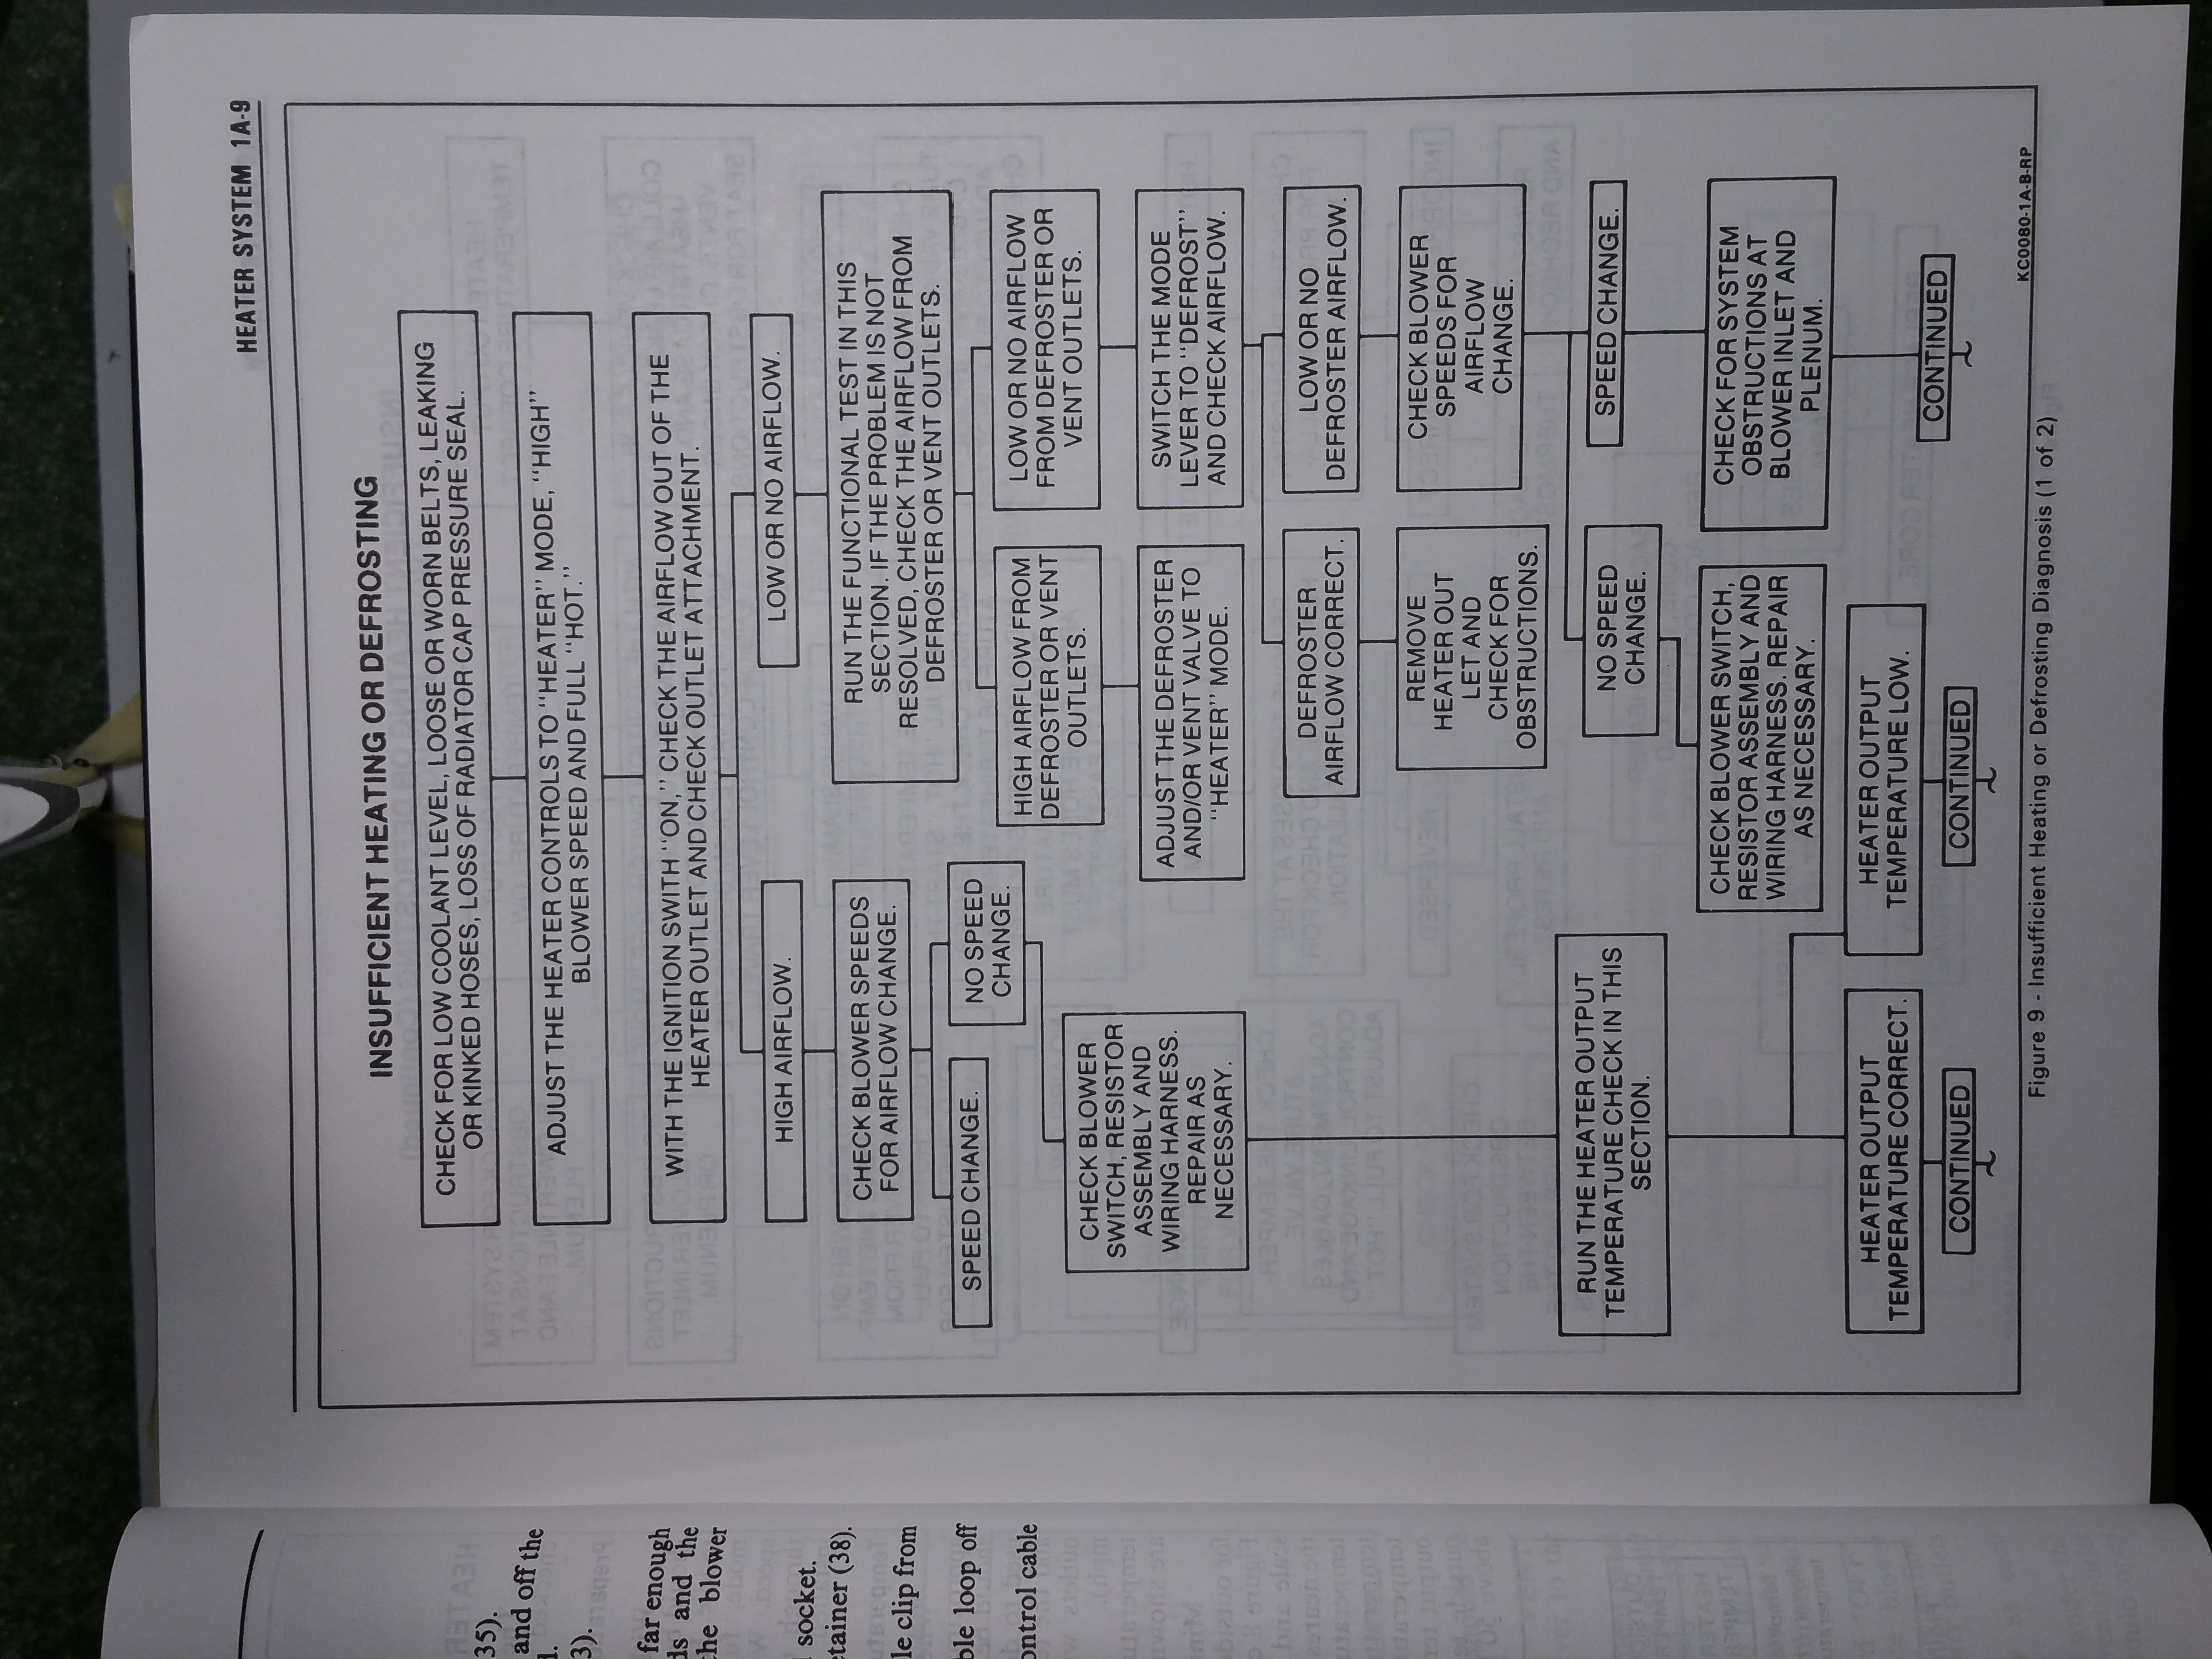 HEATER SYSTEM 1A-9
INSUFFICIENT HEATING OR DEFROSTING
CHECK FOR LOW COOLANT LEVEL, LOOSE OR WORN BELTS, LEAKING
OR KINKED HOSES, LOSS OF RADIATOR CAP PRESSURE SEAL.
ADJUST THE HEATER CONTROLS TO "HEATER" MODE, "HIGH"
BLOWER SPEED AND FULL "HOT."
WITH THE IGNITION SWITH "ON," CHECK THE AIRFLOW OUT OF THE
HEATER OUTLET AND CHECK OUTLET ATTACHMENT.
HIGH AIRFLOW.
LOW OR NO AIRFLOW.
CHECK BLOWER SPEEDS
FOR AIRFLOW CHANGE.
RUN THE FUNCTIONAL TEST IN THIS
SECTION. IF THE PROBLEM IS NOT
RESOLVED, CHECK THE AIRFLOW FROM
DEFROSTER OR VENT OUTLETS.
SPEED CHANGE.
NO SPEED
CHANGE.
HIGH AIRFLOW FROM
DEFROSTER OR VENT
OUTLETS.
LOW OR NO AIRFLOW
FROM DEFROSTER OR
VENT OUTLETS.
CHECK BLOWER
SWITCH, RESISTOR
ASSEMBLY AND
WIRING HARNESS.
REPAIR AS
NECESSARY.
ADJUST THE DEFROSTER
AND/OR VENT VALVE TO
"HEATER" MODE.
SWITCH THE MODE
LEVER TO "DEFROST"
AND CHECK AIRFLOW.
DEFROSTER
AIRFLOW CORRECT.
LOW OR NO
DEFROSTER AIRFLOW.
REMOVE
HEATER OUT
LET AND
CHECK FOR
OBSTRUCTIONS.
CHECK BLOWER
SPEEDS FOR
AIRFLOW
CHANGE.
RUN THE HEATER OUTPUT
TEMPERATURE CHECK IN THIS
SECTION.
NO SPEED
CHANGE.
SPEED CHANGE.
CHECK BLOWER SWITCH,
RESISTOR ASSEMBLY AND
WIRING HARNESS. REPAIR
AS NECESSARY.
CHECK FOR SYSTEM
OBSTRUCTIONS AT
BLOWER INLET AND
PLENUM.
HEATER OUTPUT
TEMPERATURE CORRECT.
HEATER OUTPUT
TEMPERATURE LOW.
CONTINUED
CONTINUED
CONTINUED
KC0080-1A-B-RP
Figure 9 - Insufficient Heating or Defrosting Diagnosis (1 of 2)
35).
and off the
3).
far enough
ds and the
the blower
socket.
tainer (38).
le clip from
ble loop off
ontrol cable